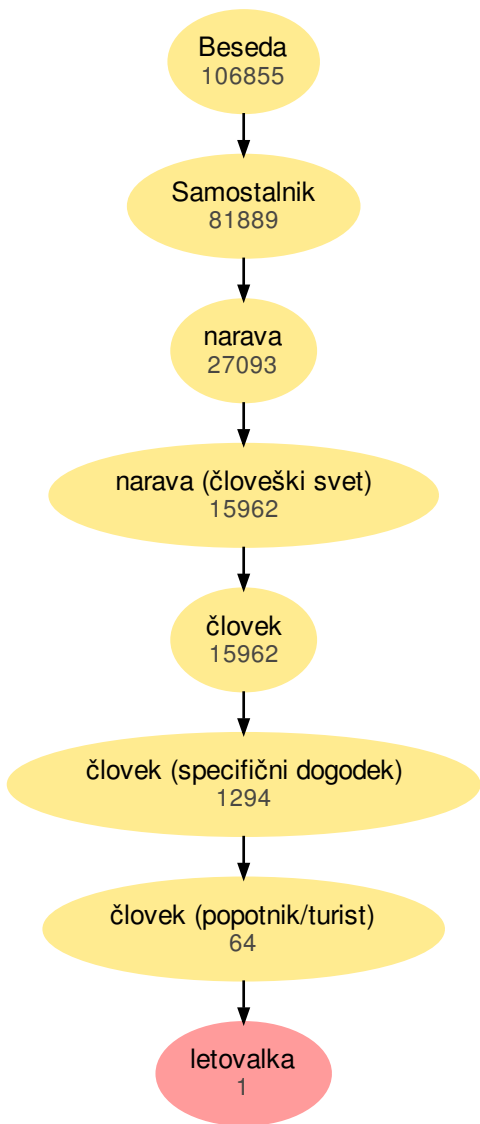 Beseda
106855
Samostalnik
81889
narava
27093
narava (človeški svet)
15962
človek
15962
človek (specifični dogodek)
1294
človek (popotnik/turist)
64
letovalka
1